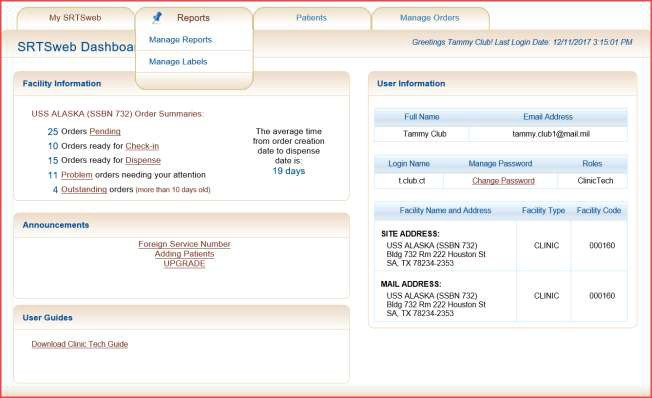 My SRTSweb
Reports
Patients
Manage Orders
Manage Reports
Manage Labels
SRTSweb Dashboa
Greetings Tammy Club! Last Login Date: 12/11/2017 3:15:01 PM
Facility Information
USS ALASKA (SSBN 732) Order Summaries:
25 Orders Pending
10 Orders ready for Check-in
15 Orders ready for Dispense
11 Problem orders needing your attention
4 Outstanding orders (more than 10 days old)
The average time
from order creation
date to dispense
date is:
19 days
Announcements
Foreign Service Number
Adding Patients
UPGRADE
User Guides
Download Clinic Tech Guide
User Information
Full Name Email Address
Tammy Club tammy.club1@mail.mil
Login Name Manage Password Roles
t.club.ct Change Password ClinicTech
Facility Name and Address Facility Type Facility Code
SITE ADDRESS:
USS ALASKA (SSBN 732) CLINIC 000160
Bldg 732 Rm 222 Houston St
SA, TX 78234-2353
MAIL ADDRESS:
USS ALASKA (SSBN 732) CLINIC 000160
Bldg 732 Rm 222 Houston St
SA, TX 78234-2353